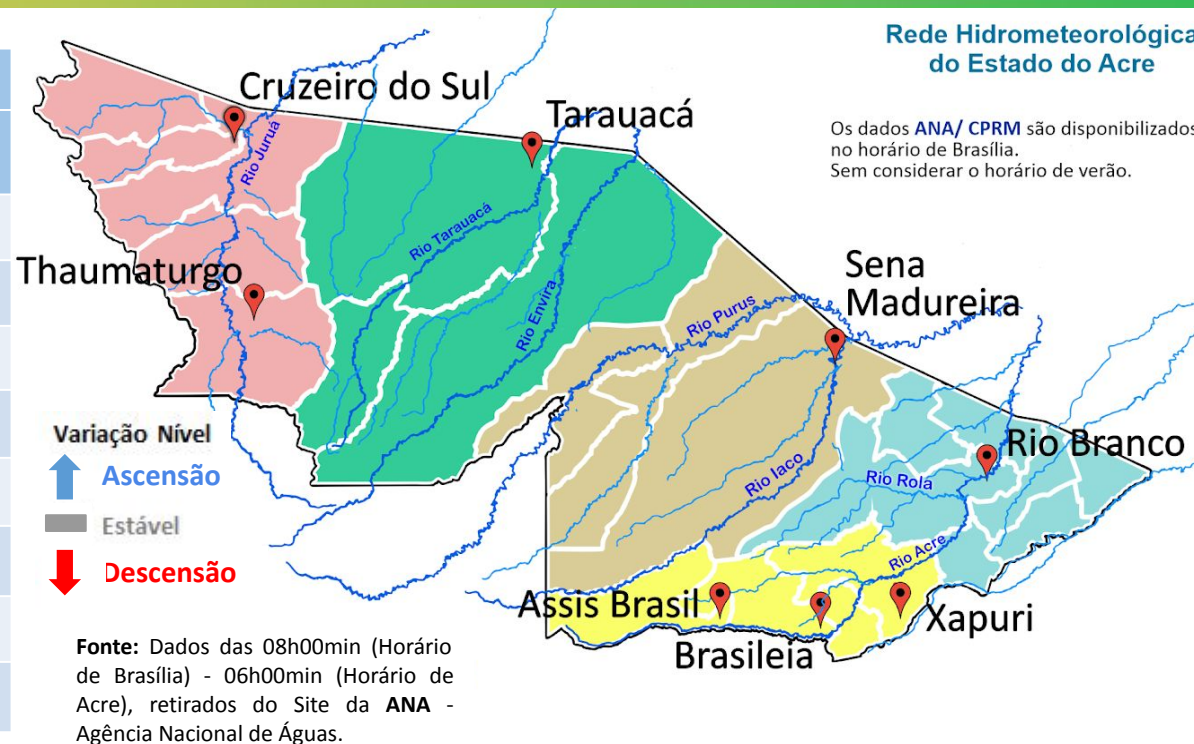 Rede Hidrometeorológica
do Estado do Acre
Os dados ANA/ CPRM são disponibilizados
no horário de Brasília.
Sem considerar o horário de verão.
Cruzeiro do Sul
Tarauacá
Rio Juruá
Rio Tarauacá
Thaumaturgo
Rio Envira
Sena
Madureira
Rio Purus
Variação Nível
Ascensão
Estável
Descensão
Rio Branco
Rio Iaco
Rio Rola
Rio Acre
Assis Brasil
Xapuri
Brasileia
Fonte: Dados das 08h00min (Horário
de Brasília) - 06h00min (Horário de
Acre), retirados do Site da ANA -
Agência Nacional de Águas.